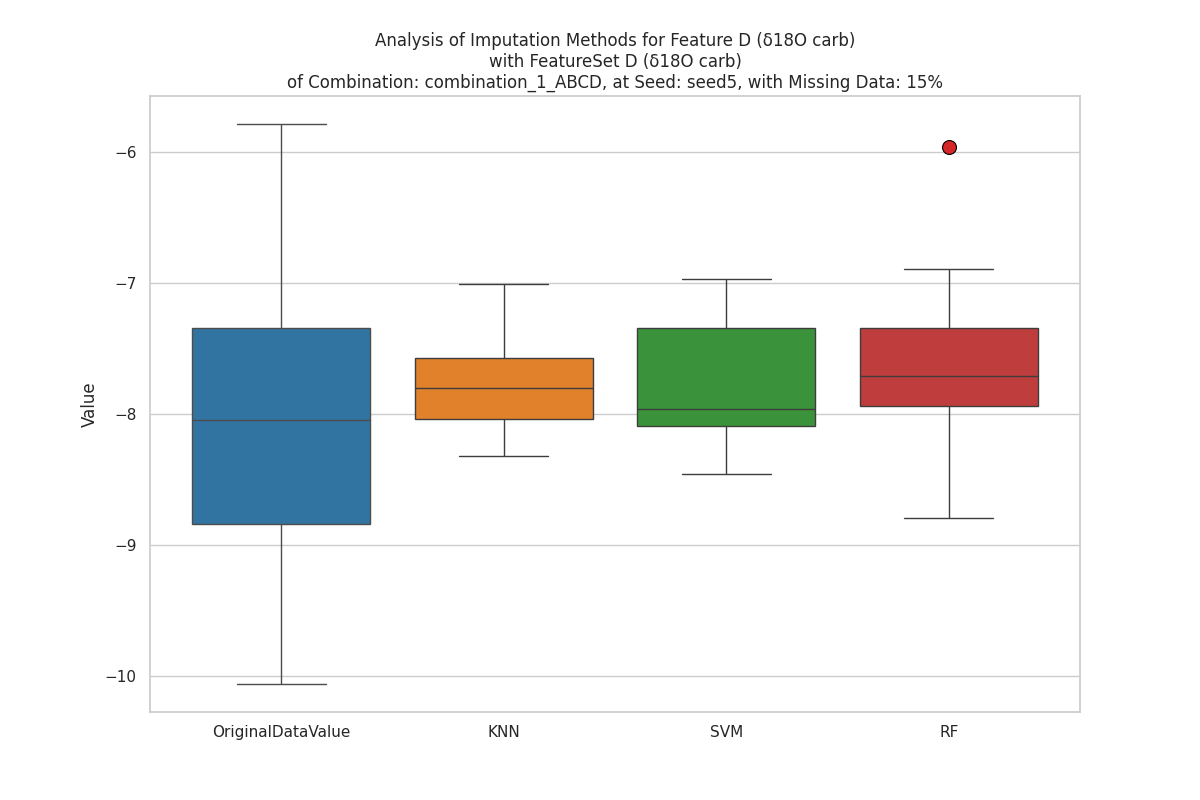 Analysis of Imputation Methods for Feature D (δ18O carb)
with FeatureSet D (δ18O carb)
of Combination: combination_1_ABCD, at Seed: seed5, with Missing Data: 15%
Value
−6
−7
−8
−9
−10
OriginalDataValue
KNN
SVM
RF